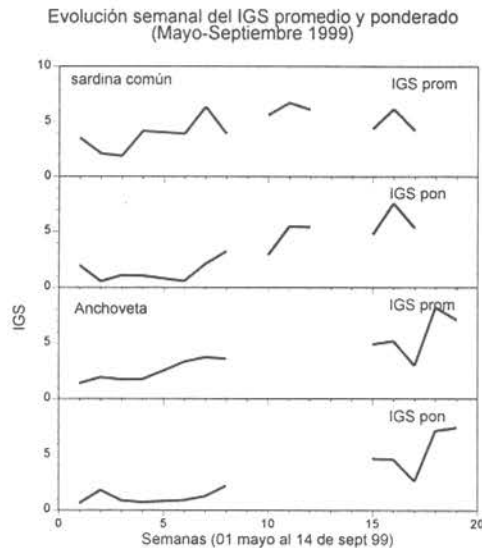 Evolución semanal del IGS promedio y ponderado
(Mayo-Septiembre 1999)
10
sardina común
IGS prom
5
0
IGS pon
5
0
Anchoveta
IGS prom
5
0
IGS pon
5
0
IGS
0 5 10 15 20
Semanas (01 mayo al 14 de sept 99)